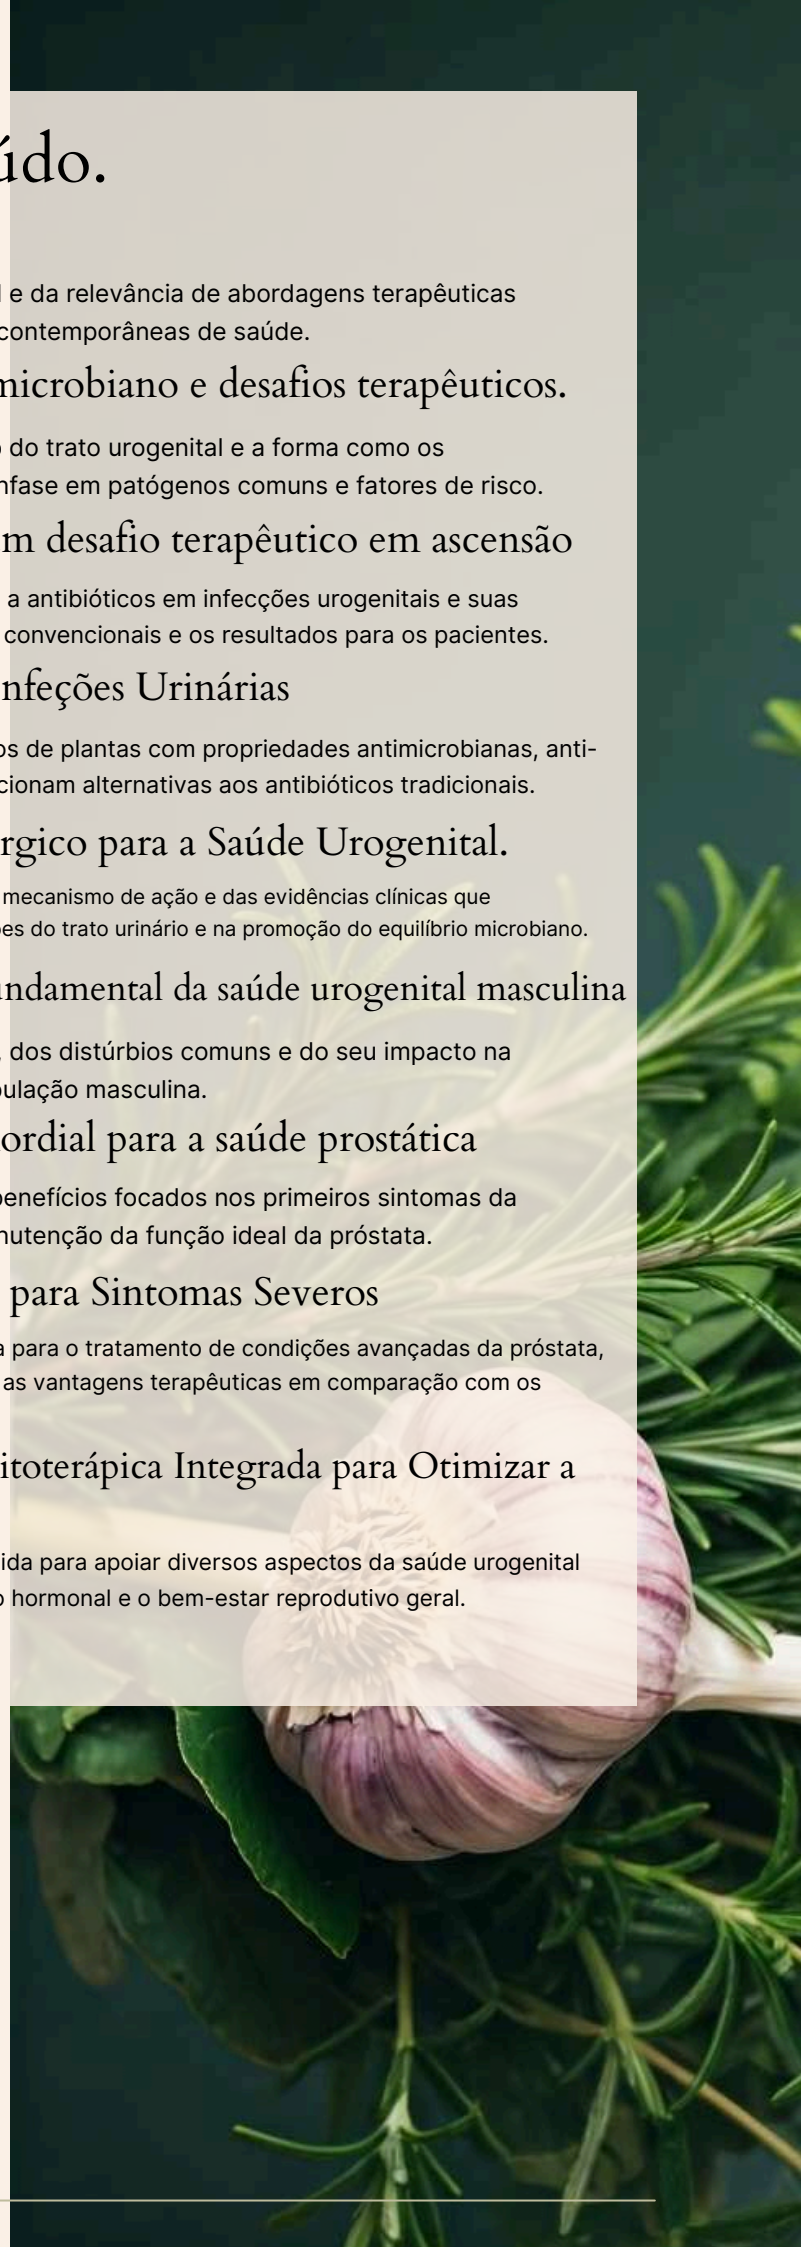 údo.
e da relevância de abordagens terapêuticas
contemporâneas de saúde.
microbiano e desafios terapêuticos.
do trato urogenital e a forma como os
nfase em patógenos comuns e fatores de risco.
m desafio terapêutico em ascensão
a antibióticos em infecções urogenitais e suas
convencionais e os resultados para os pacientes.
nfeções Urinárias
os de plantas com propriedades antimicrobianas, anti-
cionam alternativas aos antibióticos tradicionais.
rgico para a Saúde Urogenital.
mecanismo de ação e das evidências clínicas que
ões do trato urinário e na promoção do equilíbrio microbiano.
undamental da saúde urogenital masculina
, dos distúrbios comuns e do seu impacto na
pulação masculina.
ordial para a saúde prostática
benefícios focados nos primeiros sintomas da
nutenção da função ideal da próstata.
para Sintomas Severos
a para o tratamento de condições avançadas da próstata,
as vantagens terapêuticas em comparação com os
itoterápica Integrada para Otimizar a
ida para apoiar diversos aspectos da saúde urogenital
o hormonal e o bem-estar reprodutivo geral.